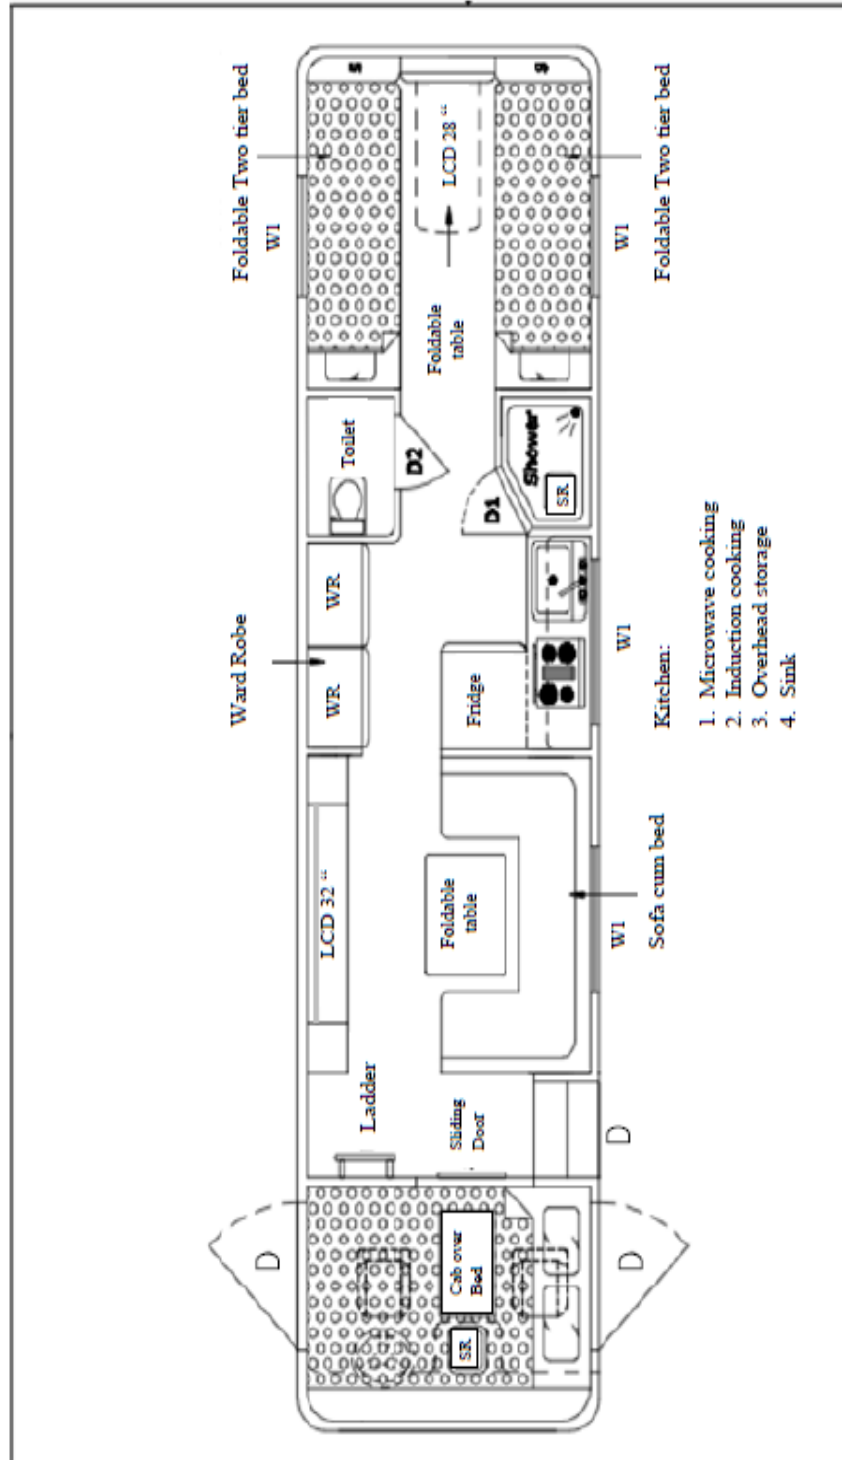 Ward Robe
Foldable Two tier bed
W1
D
LCD 32 “
WR
WR
Toilet
S
Ladder
D2
Cab over
Bed
SR
Sliding
Door
Foldable
table
Fridge
D1
Foldable
table
LCD 28 “
Shower
SR
D
D
W1
W1
W1
Sofa cum bed
Kitchen:
1. Microwave cooking
2. Induction cooking
3. Overhead storage
4. Sink
Foldable Two tier bed